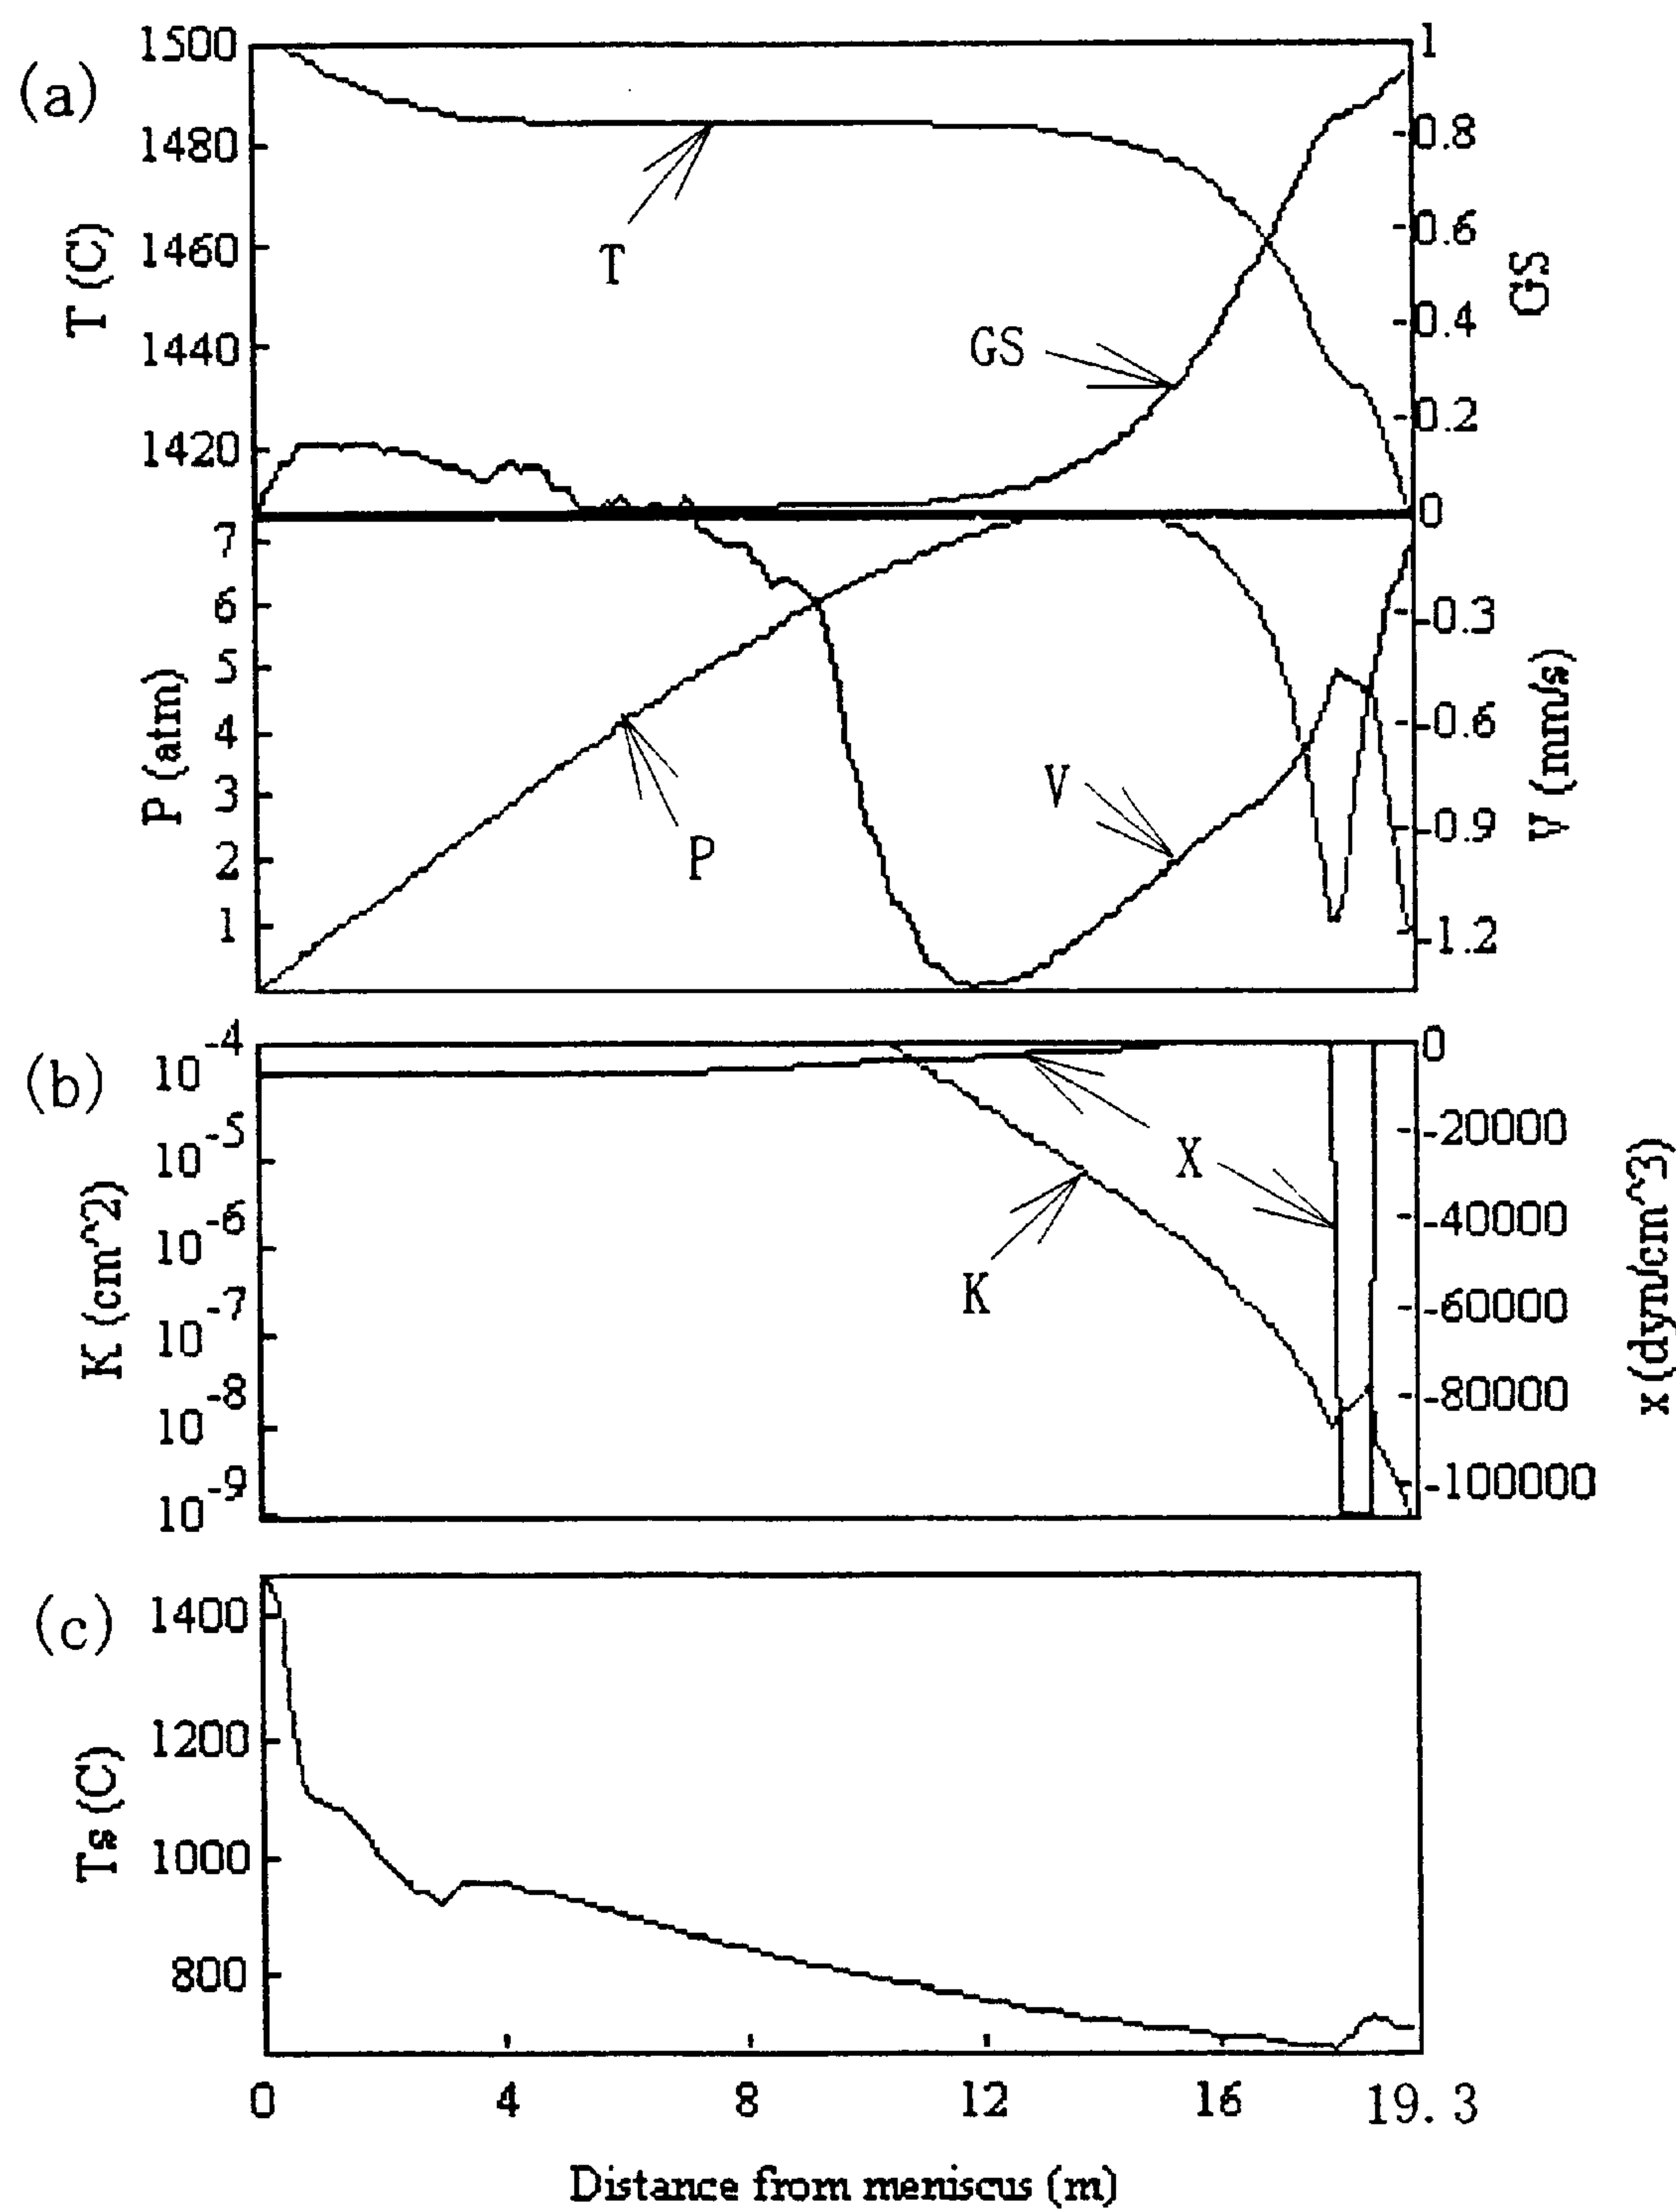 (a)
1500
1480
1460
1440
1420
T (C)
1
0.8
0.6
0.4
0.2
0
GS
T
GS
7
6
5
4
3
2
1
P (atm)
-0.3
-0.6
-0.9
-1.2
V (mm/s)
P
V
(b)
10^-4
10^-5
10^-6
10^-7
10^-8
10^-9
K (cm^2)
0
-20000
-40000
-60000
-80000
-100000
x (dyn/cm^3)
X
K
(c)
1400
1200
1000
800
Ts (C)
0 4 8 12 16 19.3
Distance from meniscus (m)